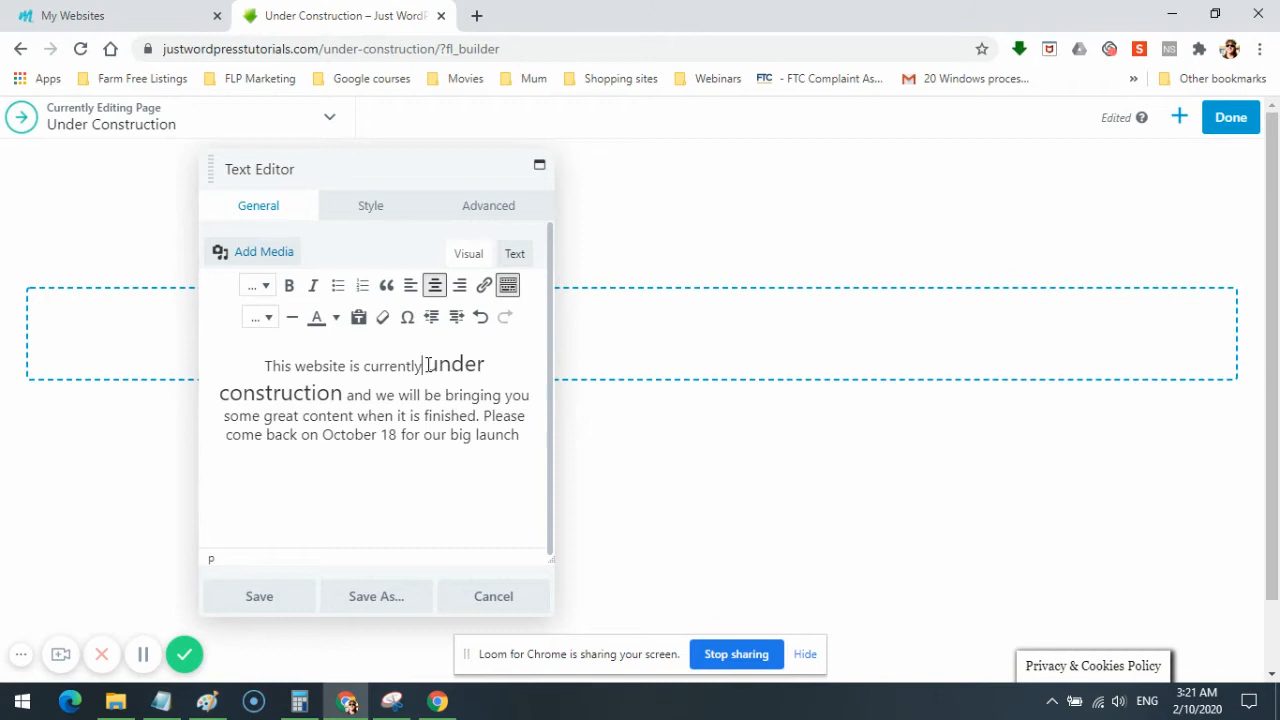 My Websites
Under Construction – Just WordPr
justwordpresstutorials.com/under-construction/?fl_builder
Apps
Farm Free Listings
FLP Marketing
Google courses
Movies
Mum
Shopping sites
Webinars
FTC - FTC Complaint As...
20 Windows proces...
Other bookmarks
Currently Editing Page
Under Construction
Edited
Done
Text Editor
General
Style
Advanced
Add Media
Visual
Text
This website is currently under
construction and we will be bringing you
some great content when it is finished. Please
come back on October 18 for our big launch
p
Save
Save As...
Cancel
Loom for Chrome is sharing your screen.
Stop sharing
Hide
Privacy & Cookies Policy
ENG
3:21 AM
2/10/2020